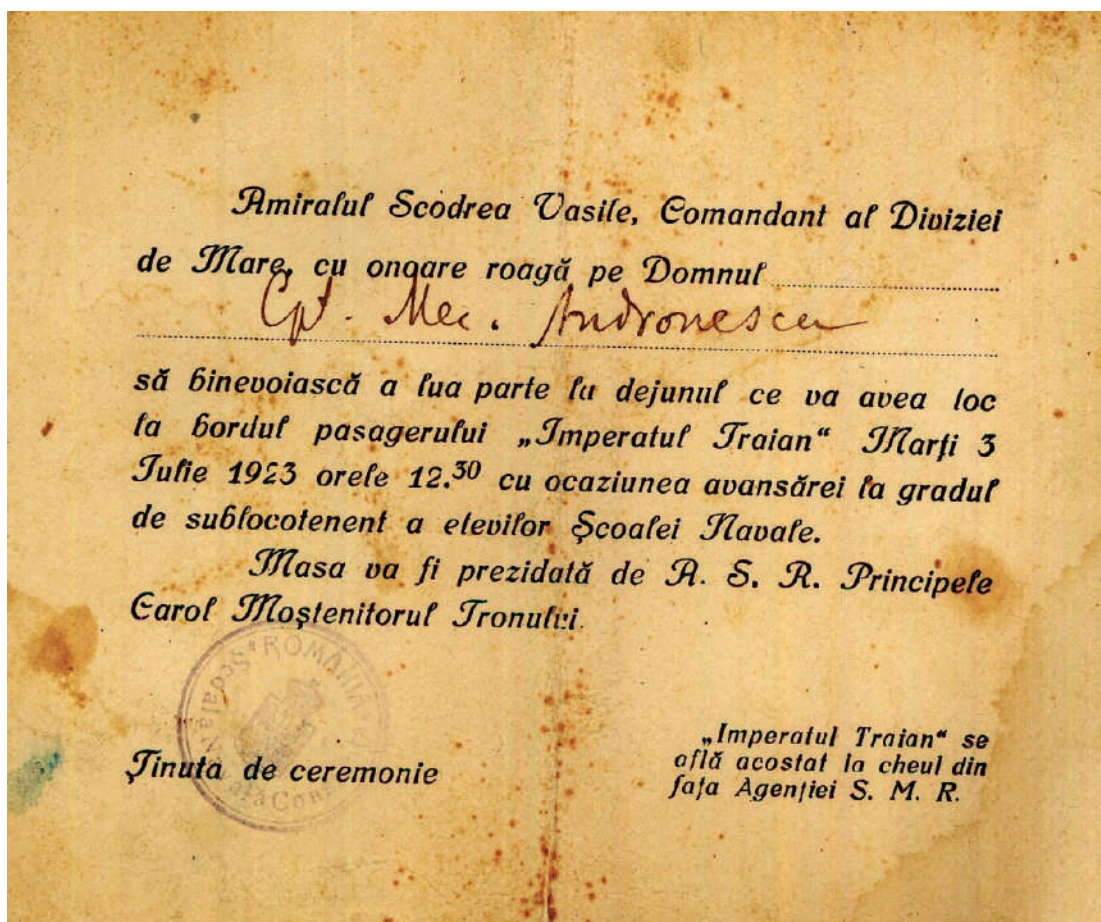 Amiralul Scodrea Vasile, Comandant al Diviziei
de Mare, cu onoare roagă pe Domnul
Cpt. Mec. Andronescu
să binevoiască a lua parte la dejunul ce va avea loc
la bordul pasagerului „Imperatul Traian“ Marți 3
Iulie 1923 orele 12.30 cu ocaziunea avansărei la gradul
de sublocotenent a elevilor Școalei Navale.
Masa va fi prezidată de A. S. R. Principele
Carol Moștenitorul Tronului.
ROMÂNIA
Școala
Ținuta de ceremonie
„Imperatul Traian“ se
află acostat la cheul din
fața Agenției S. M. R.